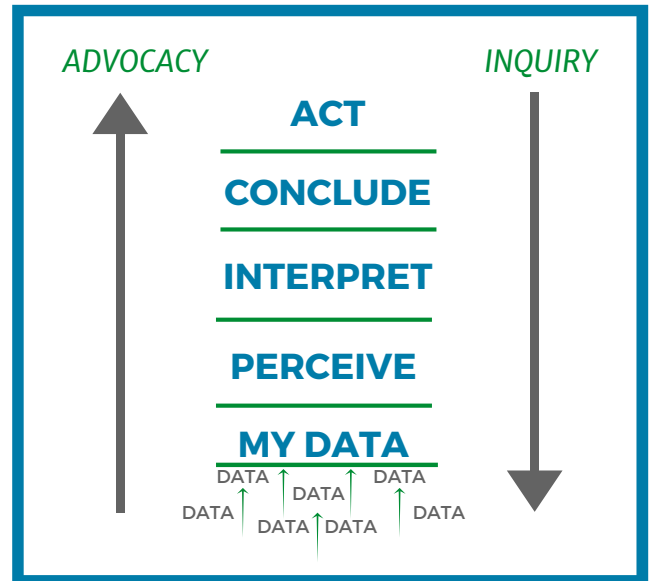 ADVOCACY INQUIRY
ACT
CONCLUDE
INTERPRET
PERCEIVE
MY DATA
DATA DATA
DATA
DATA DATA
DATA DATA